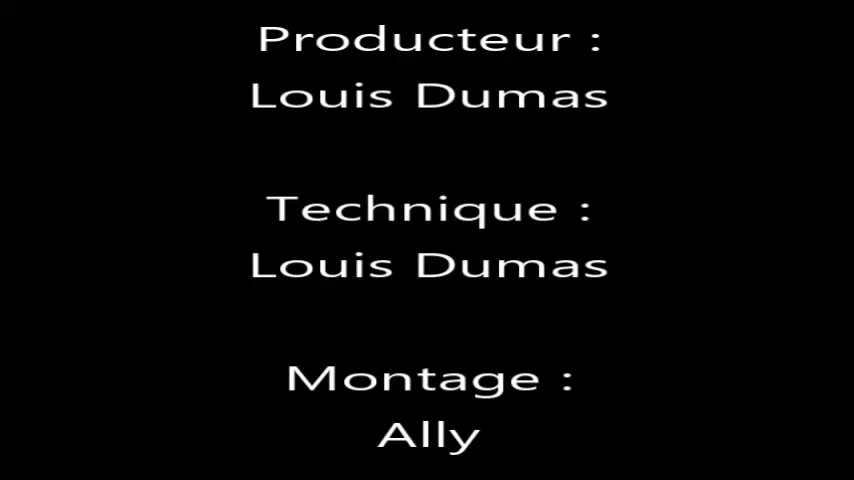 Producteur :
Louis Dumas
Technique :
Louis Dumas
Montage :
Ally